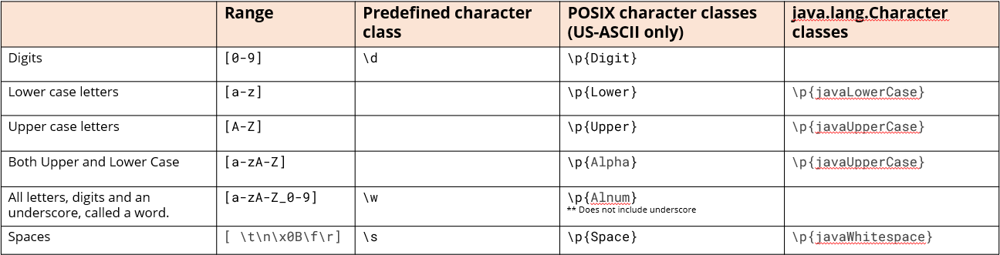 Range
Predefined character
class
POSIX character classes
(US-ASCII only)
java.lang.Character
classes
Digits
[0-9]
\d
\p{Digit}
Lower case letters
[a-z]
\p{Lower}
\p{javaLowerCase}
Upper case letters
[A-Z]
\p{Upper}
\p{javaUpperCase}
Both Upper and Lower Case
[a-zA-Z]
\p{Alpha}
\p{javaUpperCase}
All letters, digits and an
underscore, called a word.
[a-zA-Z_0-9]
\w
\p{Alnum}
** Does not include underscore
Spaces
[ \t\n\x0B\f\r]
\s
\p{Space}
\p{javaWhitespace}